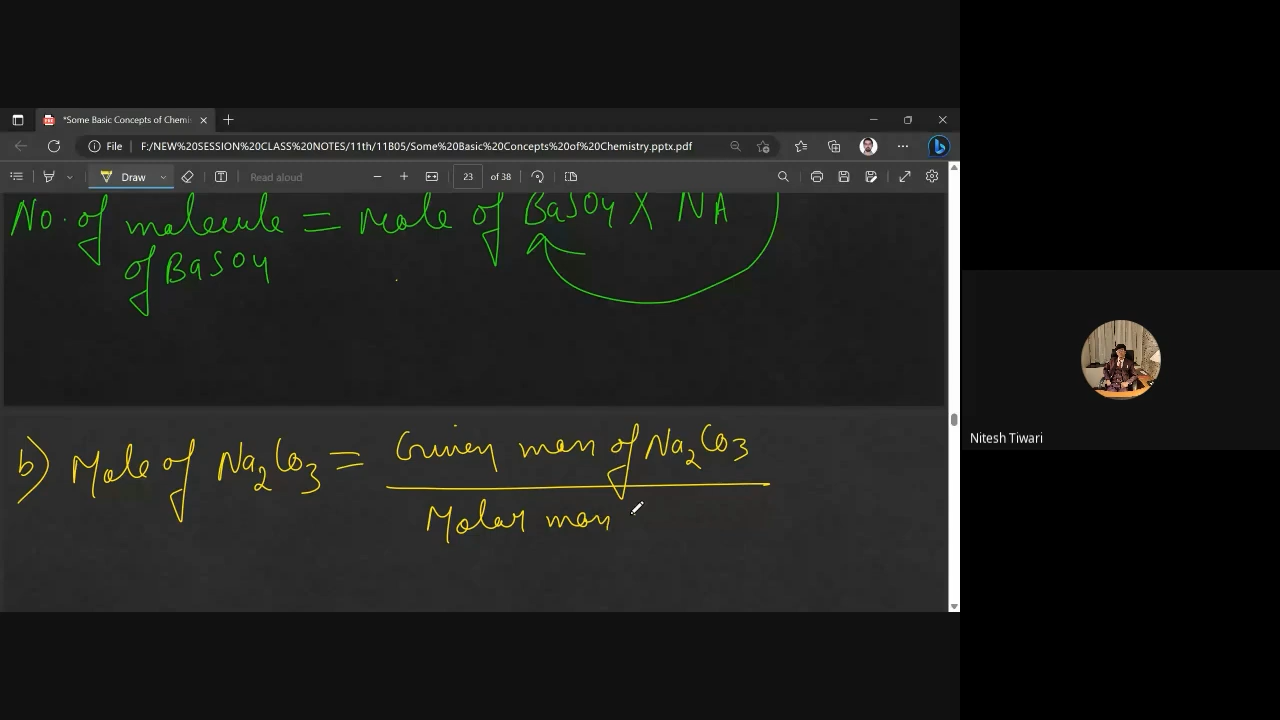 *Some Basic Concepts of Chemis
File F:/NEW%20SESSION%20CLASS%20NOTES/11th/11B05/Some%20Basic%20Concepts%20of%20Chemistry.pptx.pdf
Draw Read aloud 23 of 38
No. of molecule = Mole of BaSO4 X NA
of BaSO4
b) Mole of Na2CO3 = Given mass of Na2CO3
Molar mass
Nitesh Tiwari